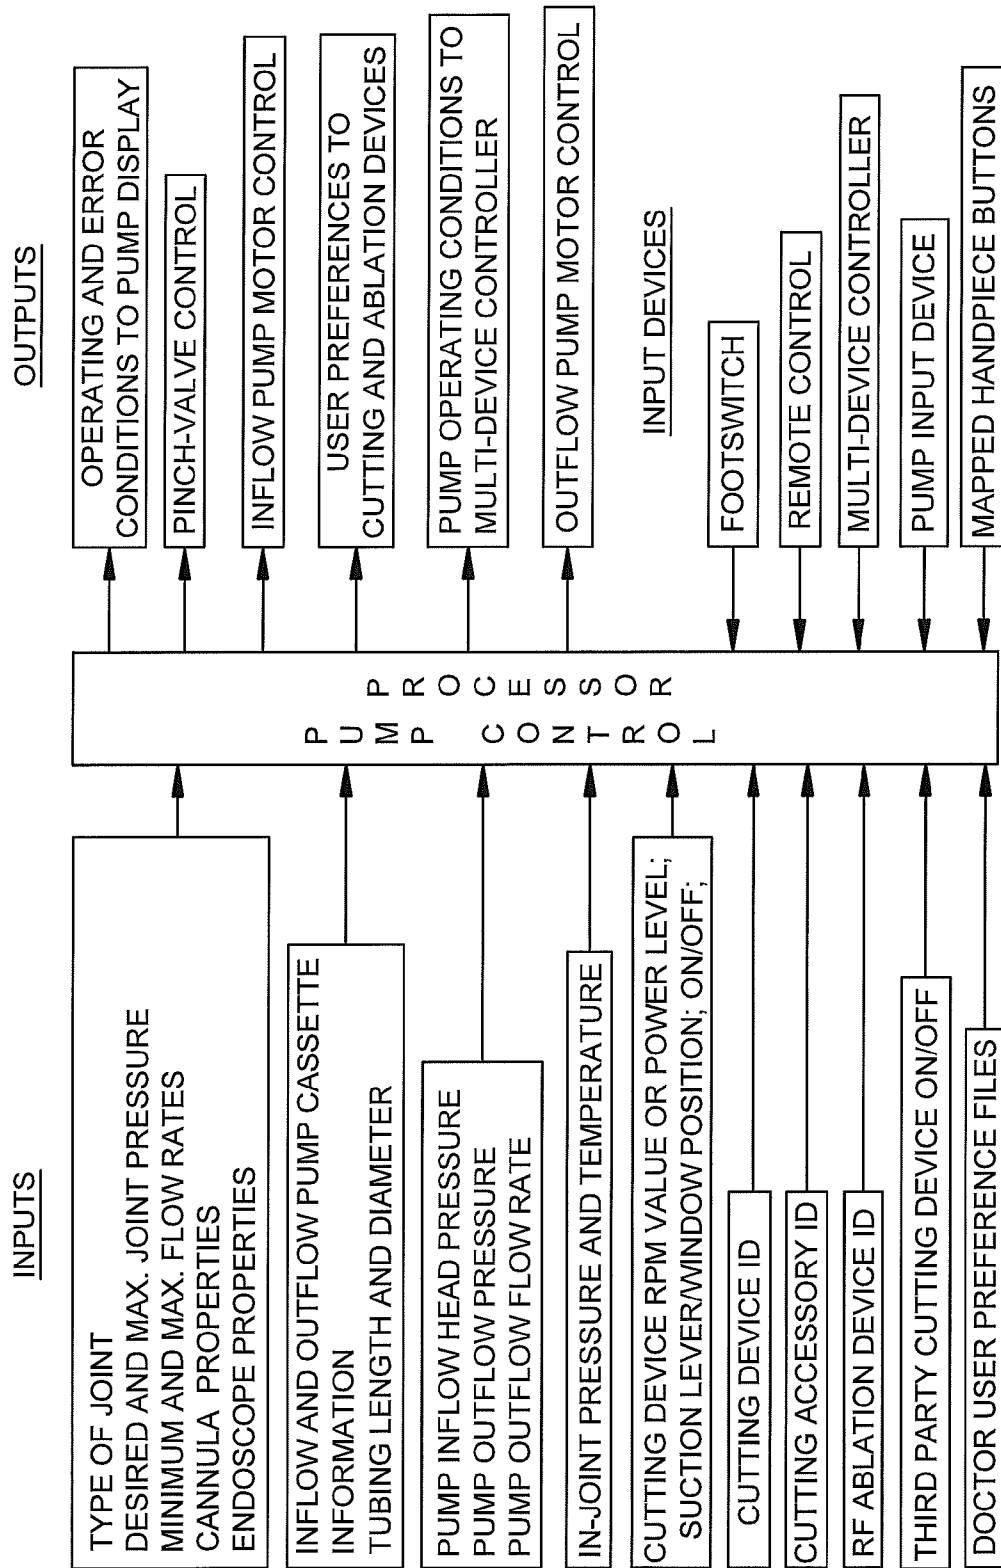 INPUTS
TYPE OF JOINT
DESIRED AND MAX. JOINT PRESSURE
MINIMUM AND MAX. FLOW RATES
CANNULA PROPERTIES
ENDOSCOPE PROPERTIES
INFLOW AND OUTFLOW PUMP CASSETTE
INFORMATION
TUBING LENGTH AND DIAMETER
PUMP INFLOW HEAD PRESSURE
PUMP OUTFLOW PRESSURE
PUMP OUTFLOW FLOW RATE
IN-JOINT PRESSURE AND TEMPERATURE
CUTTING DEVICE RPM VALUE OR POWER LEVEL;
SUCTION LEVER/WINDOW POSITION; ON/OFF;
CUTTING DEVICE ID
CUTTING ACCESSORY ID
RF ABLATION DEVICE ID
THIRD PARTY CUTTING DEVICE ON/OFF
DOCTOR USER PREFERENCE FILES
PUMP CONTROL
PROCESSOR
OUTPUTS
OPERATING AND ERROR
CONDITIONS TO PUMP DISPLAY
PINCH-VALVE CONTROL
INFLOW PUMP MOTOR CONTROL
USER PREFERENCES TO
CUTTING AND ABLATION DEVICES
PUMP OPERATING CONDITIONS TO
MULTI-DEVICE CONTROLLER
OUTFLOW PUMP MOTOR CONTROL
INPUT DEVICES
FOOTSWITCH
REMOTE CONTROL
MULTI-DEVICE CONTROLLER
PUMP INPUT DEVICE
MAPPED HANDPIECE BUTTONS